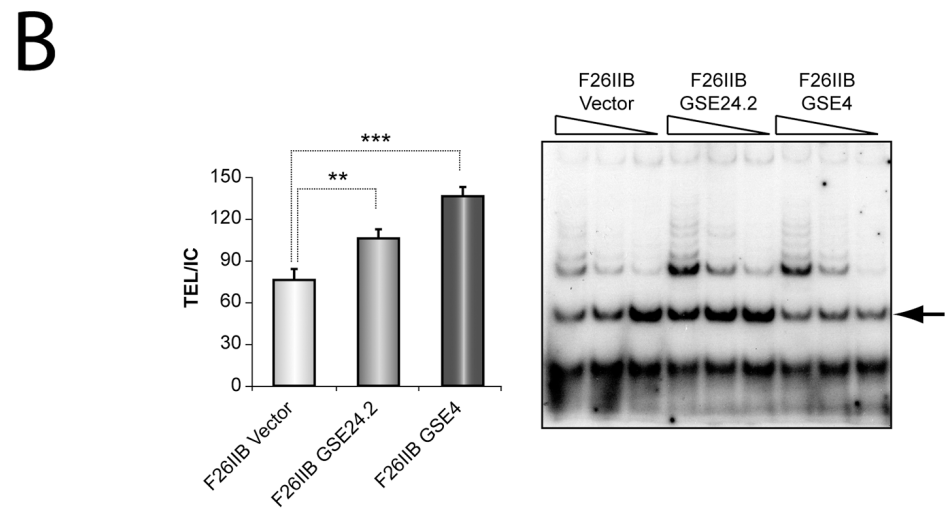 B
F26IIB
Vector
F26IIB
GSE24.2
F26IIB
GSE4
***
**
TEL/IC
150
120
90
60
30
0
F26IIB Vector
F26IIB GSE24.2
F26IIB GSE4